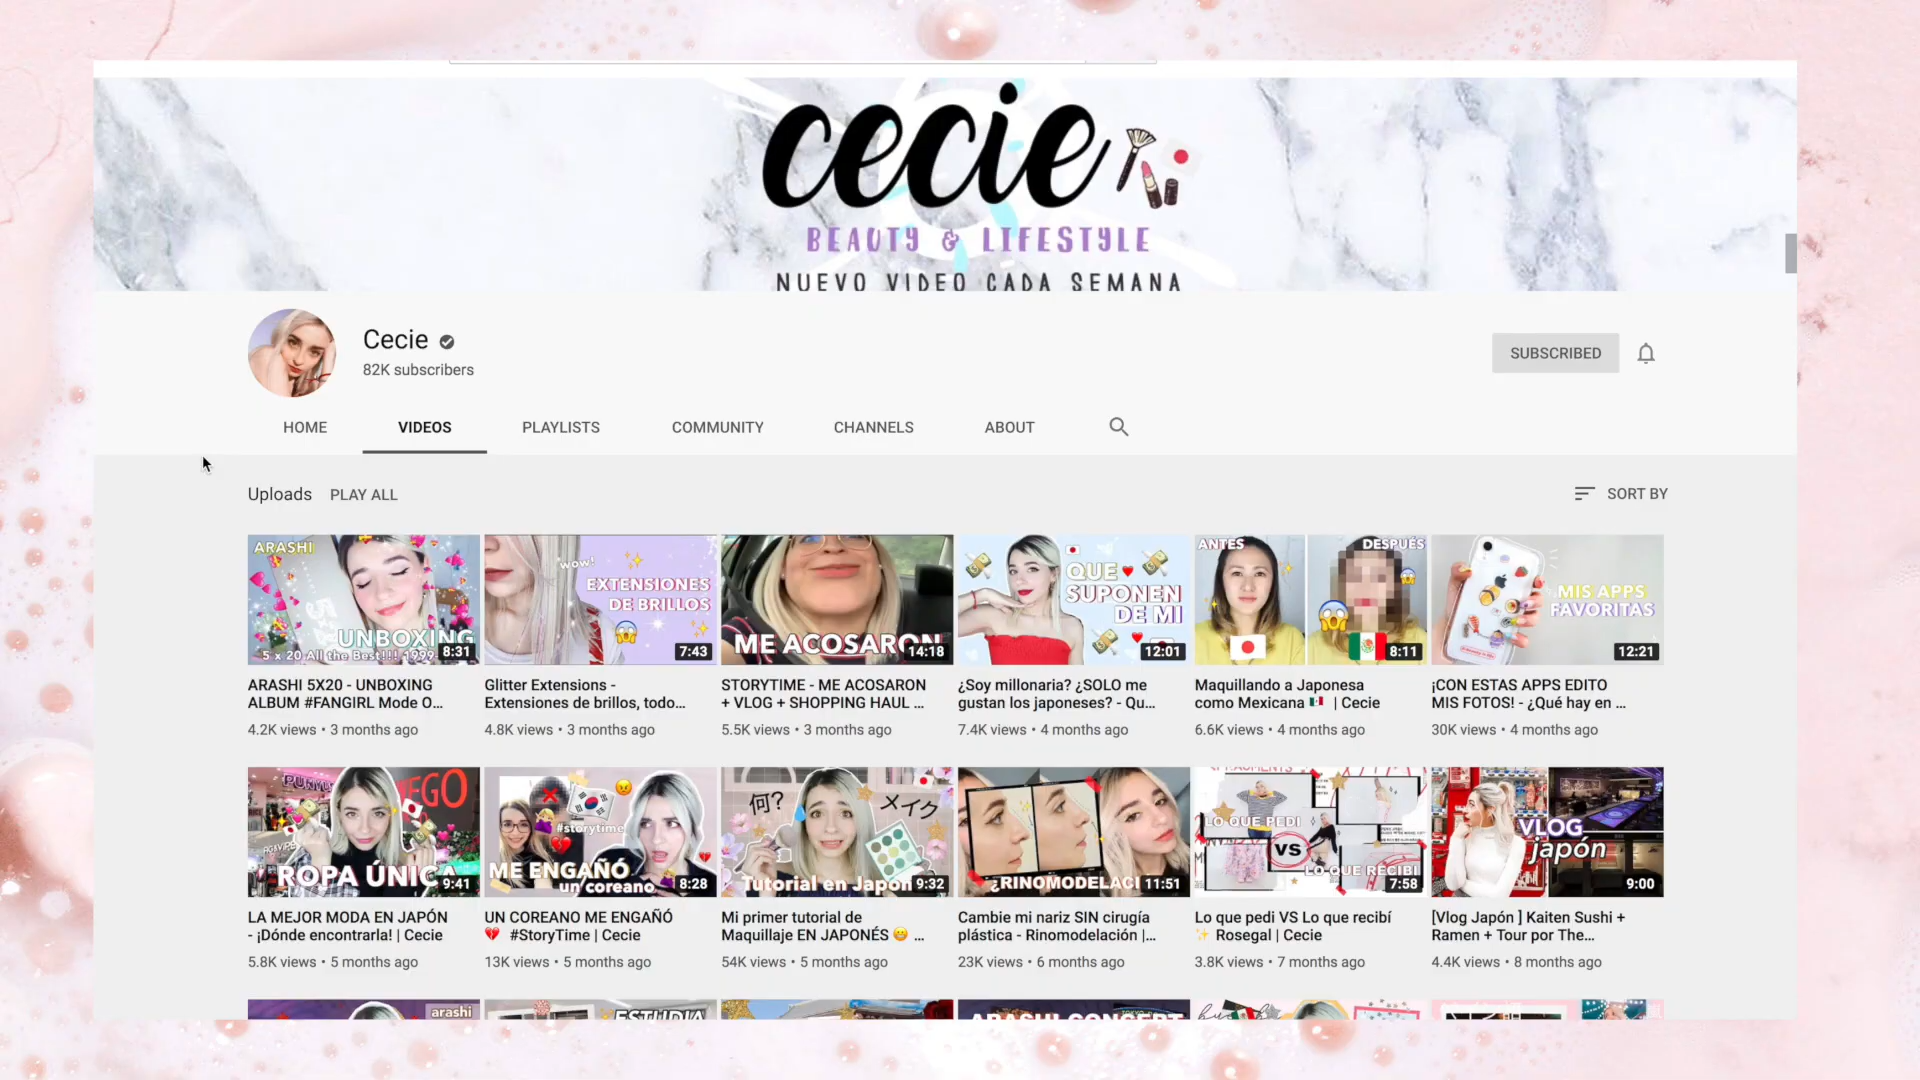 cecie
BEAUTY & LIFESTYLE
NUEVO VIDEO CADA SEMANA
Cecie
82K subscribers
SUBSCRIBED
HOME
VIDEOS
PLAYLISTS
COMMUNITY
CHANNELS
ABOUT
Uploads
PLAY ALL
SORT BY
ARASHI
UNBOXING
5 x 20 All the Best!!! 1999-
8:31
wow!
EXTENSIONES
DE BRILLOS
7:43
ME ACOSARON
14:18
QUE
SUPONEN
DE MI
12:01
ANTES
DESPUÉS
8:11
MIS APPS
FAVORITAS
12:21
ARASHI 5X20 - UNBOXING
ALBUM #FANGIRL Mode O...
4.2K views • 3 months ago
Glitter Extensions -
Extensiones de brillos, todo...
4.8K views • 3 months ago
STORYTIME - ME ACOSARON
+ VLOG + SHOPPING HAUL ...
5.5K views • 3 months ago
¿Soy millonaria? ¿SOLO me
gustan los japoneses? - Qu...
7.4K views • 4 months ago
Maquillando a Japonesa
como Mexicana 🇲🇽 | Cecie
6.6K views • 4 months ago
¡CON ESTAS APPS EDITO
MIS FOTOS! - ¿Qué hay en ...
30K views • 4 months ago
ROPA ÚNICA
9:41
#storytime
ME ENGAÑÓ
un coreano
8:28
何?
メイク
Tutorial en Japon
9:32
¿RINOMODELACI
11:51
LO QUE PEDI
VS
LO QUE RECIBI
7:58
VLOG
japón
9:00
LA MEJOR MODA EN JAPÓN
- ¡Dónde encontrarla! | Cecie
5.8K views • 5 months ago
UN COREANO ME ENGAÑÓ
💔 #StoryTime | Cecie
13K views • 5 months ago
Mi primer tutorial de
Maquillaje EN JAPONÉS 😬 ...
54K views • 5 months ago
Cambie mi nariz SIN cirugía
plástica - Rinomodelación |...
23K views • 6 months ago
Lo que pedi VS Lo que recibí
✨ Rosegal | Cecie
3.8K views • 7 months ago
[Vlog Japón ] Kaiten Sushi +
Ramen + Tour por The...
4.4K views • 8 months ago
arashi
ESTUDIA
ARASHI CONCERT